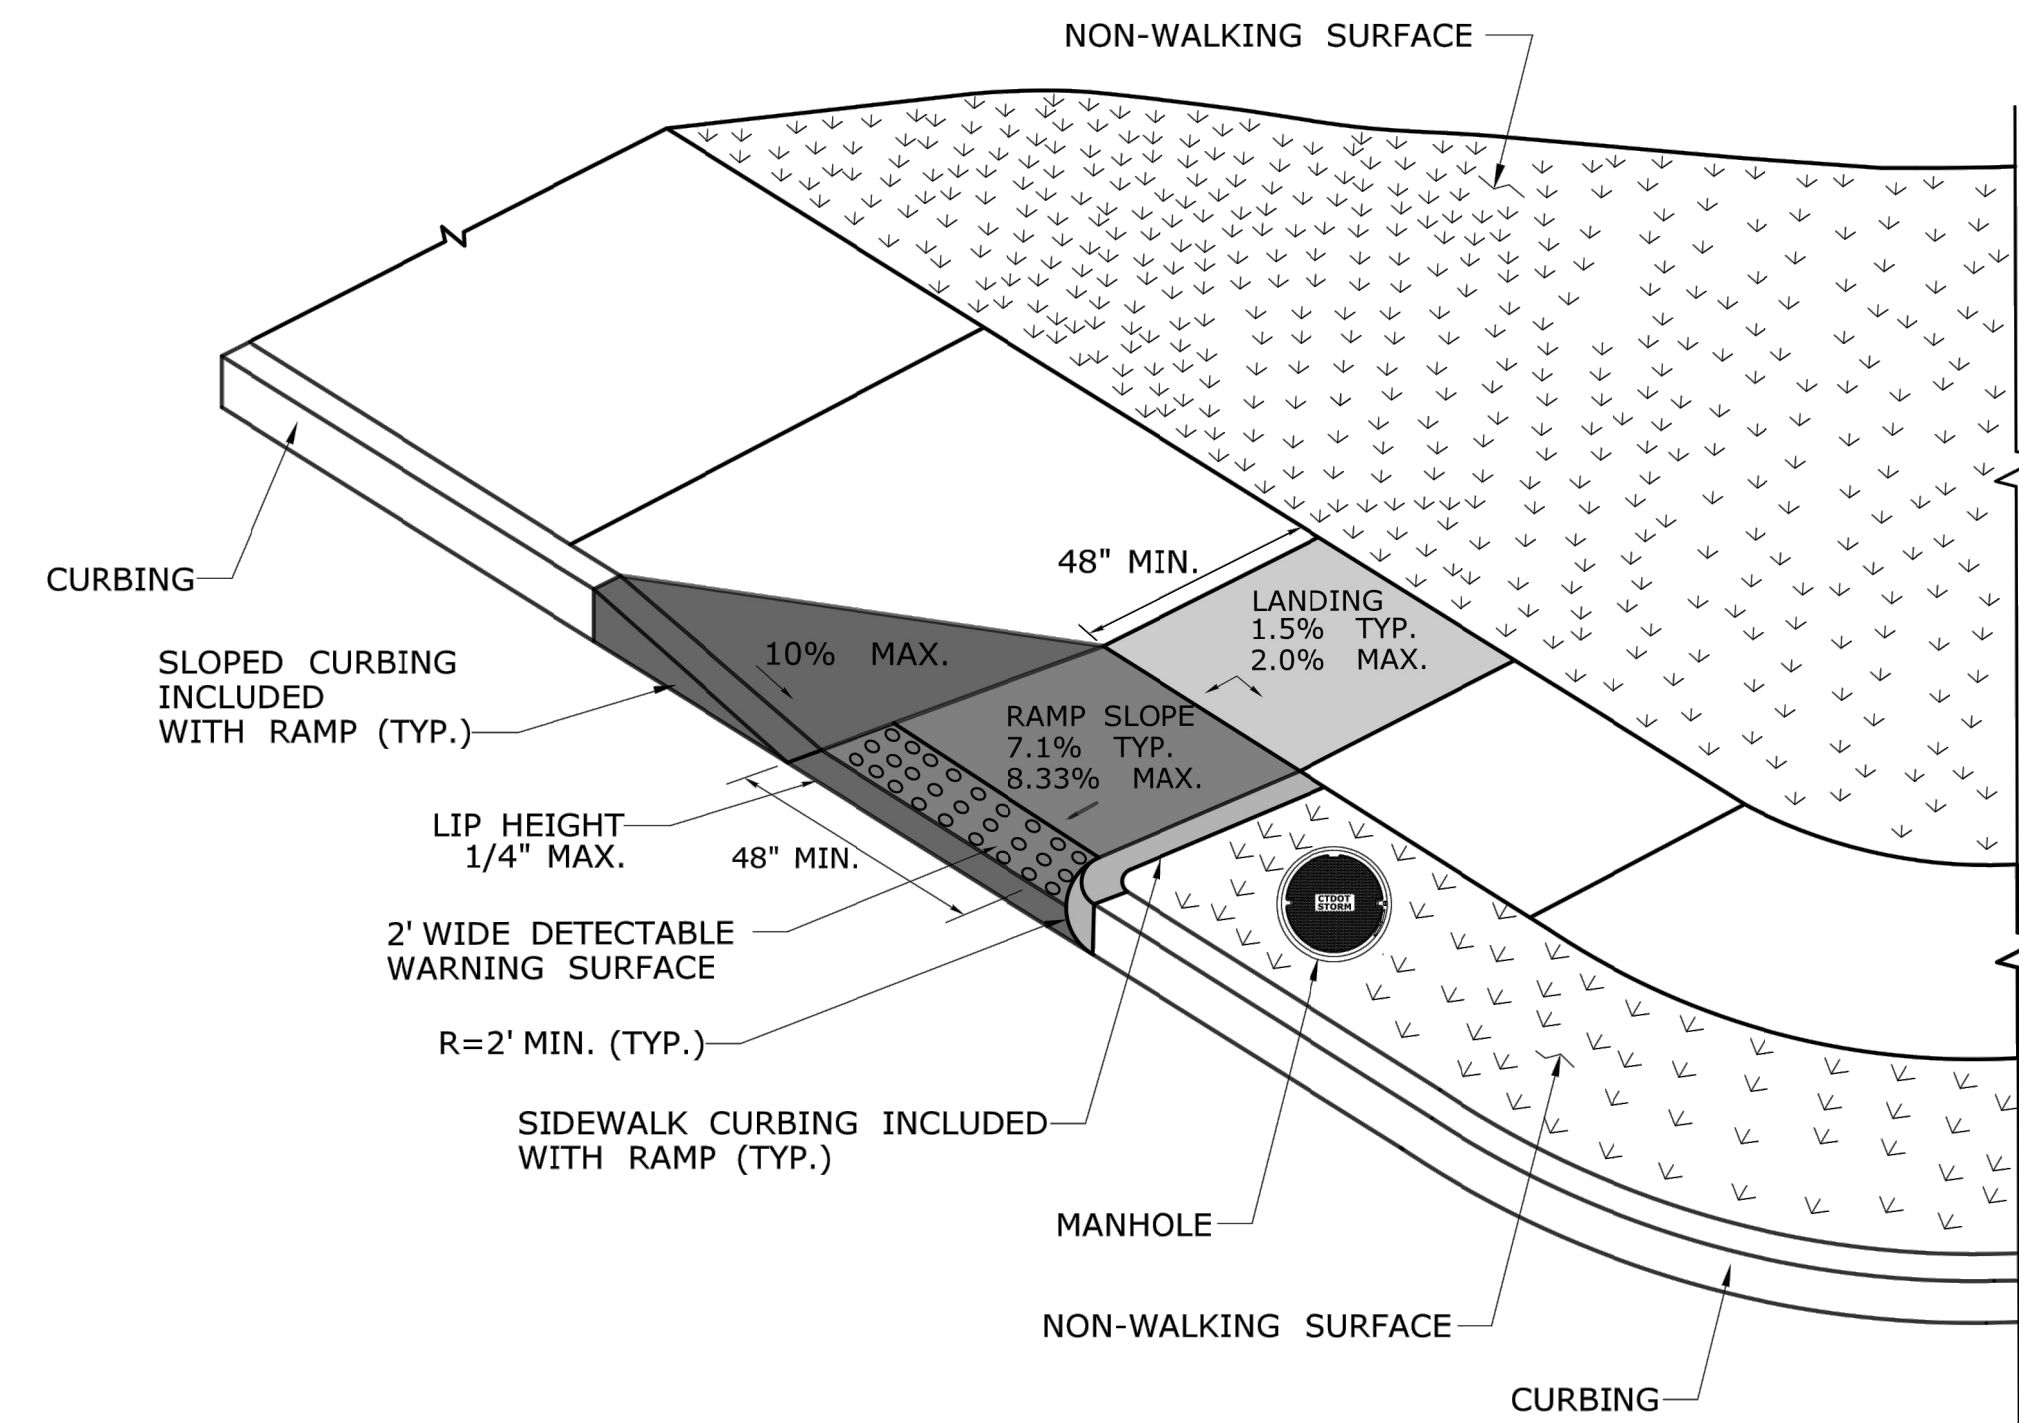 NON-WALKING SURFACE
48" MIN.
CURBING
LANDING
1.5% TYP.
2.0% MAX.
10% MAX.
SLOPED CURBING
INCLUDED
WITH RAMP (TYP.)
RAMP SLOPE
7.1% TYP.
8.33% MAX.
LIP HEIGHT
1/4" MAX.
48" MIN.
CTDOT
STORM
2' WIDE DETECTABLE
WARNING SURFACE
R=2' MIN. (TYP.)
SIDEWALK CURBING INCLUDED
WITH RAMP (TYP.)
MANHOLE
NON-WALKING SURFACE
CURBING